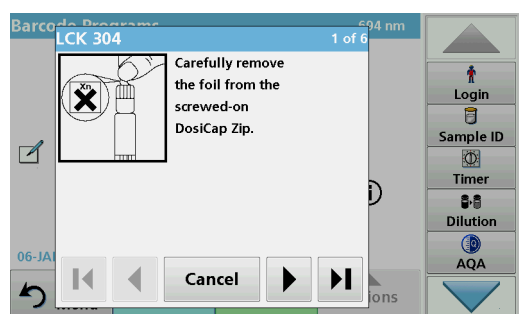 Barcode Programs
694 nm
LCK 304
1 of 6
Xn
Carefully remove
the foil from the
screwed-on
DosiCap Zip.
Login
Sample ID
Timer
Dilution
AQA
06-JA
Cancel
Menu
ions